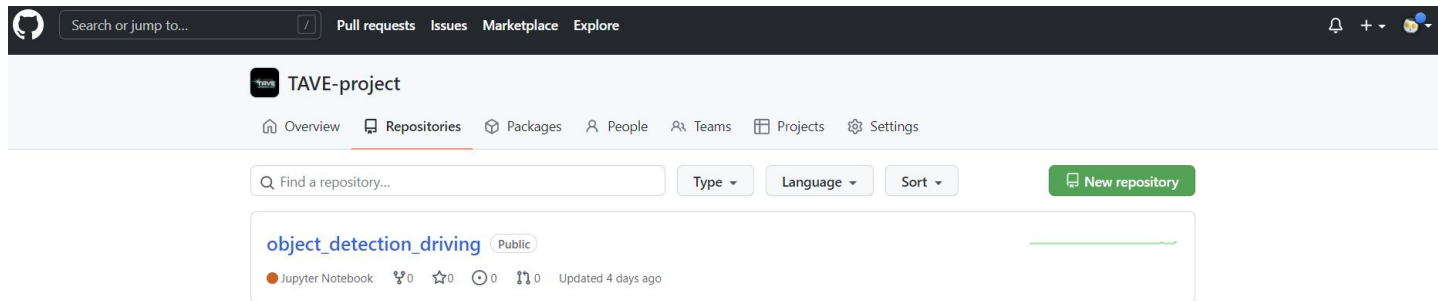 Search or jump to... / Pull requests Issues Marketplace Explore
TAVE TAVE-project
Overview Repositories Packages People Teams Projects Settings
Find a repository... Type Language Sort New repository
object_detection_driving Public
Jupyter Notebook 0 0 0 0 Updated 4 days ago